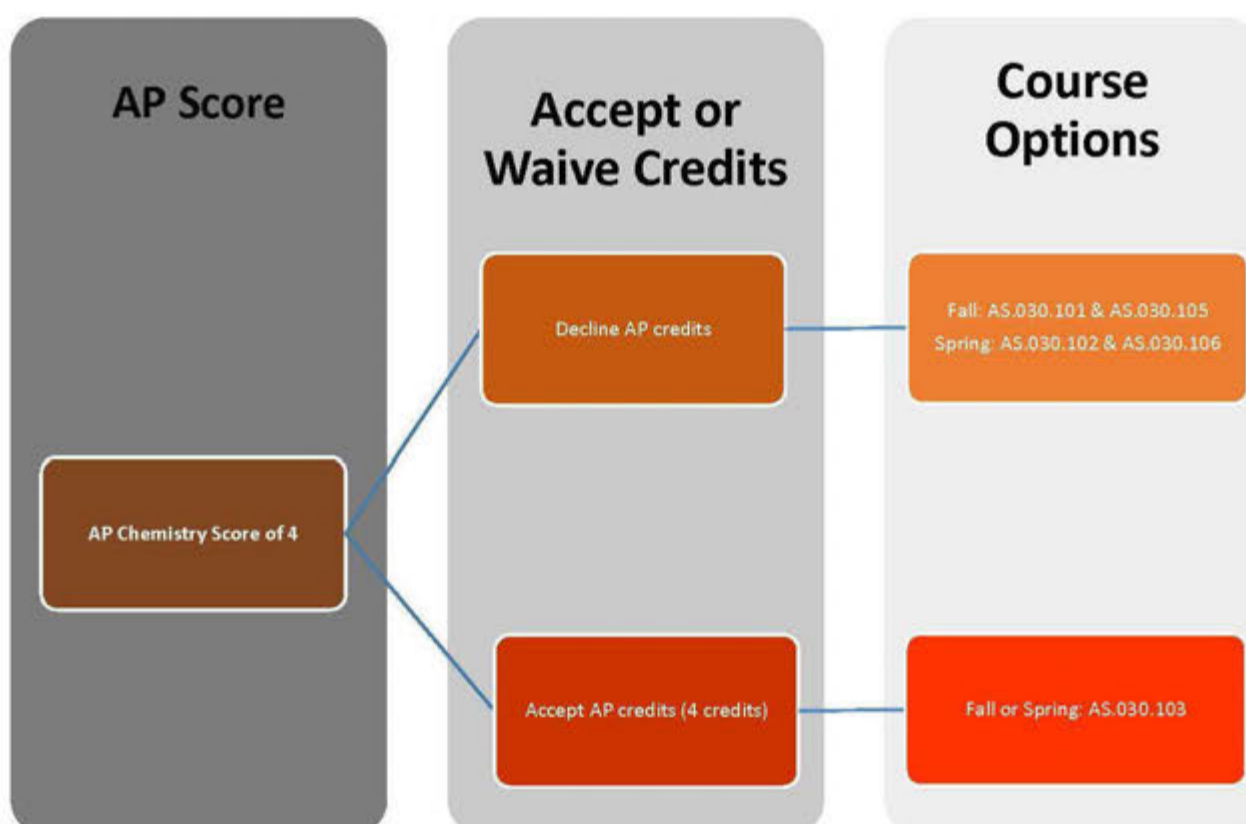 AP Score
Accept or
Waive Credits
Course
Options
Decline AP credits
Fall: AS.030.101 & AS.030.105
Spring: AS.030.102 & AS.030.106
AP Chemistry Score of 4
Accept AP credits (4 credits)
Fall or Spring: AS.030.103